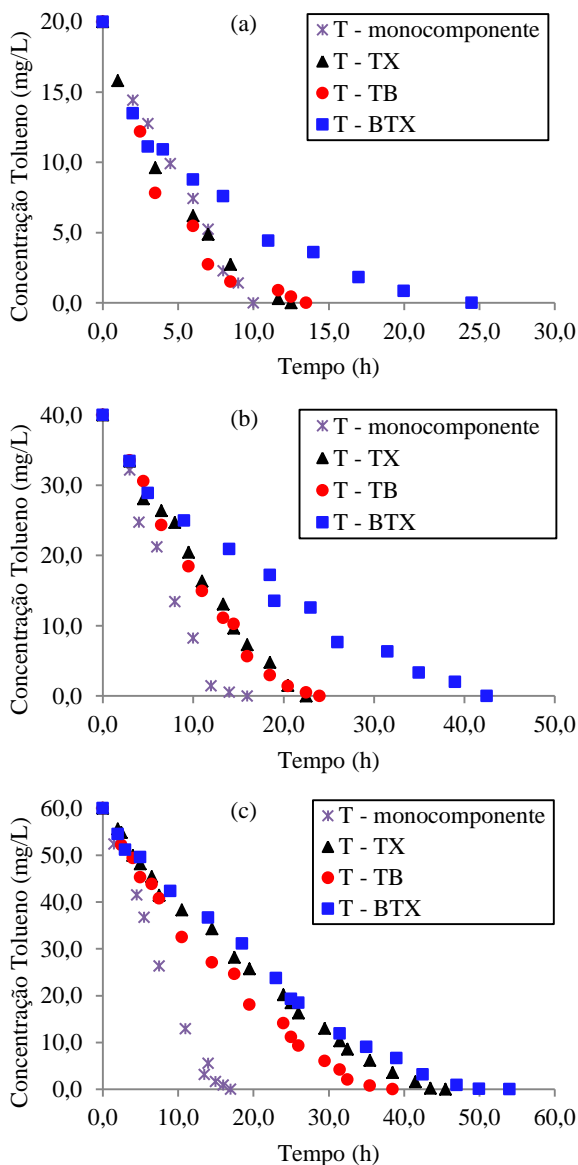 (a)
T - monocomponente
T - TX
T - TB
T - BTX
Concentração Tolueno (mg/L)
20,0
15,0
10,0
5,0
0,0
0,0 5,0 10,0 15,0 20,0 25,0 30,0
Tempo (h)
(b)
T - monocomponente
T - TX
T - TB
T - BTX
Concentração Tolueno (mg/L)
40,0
30,0
20,0
10,0
0,0
0,0 10,0 20,0 30,0 40,0 50,0
Tempo (h)
(c)
T - monocomponente
T - TX
T - TB
T - BTX
Concentração Tolueno (mg/L)
60,0
50,0
40,0
30,0
20,0
10,0
0,0
0,0 10,0 20,0 30,0 40,0 50,0 60,0
Tempo (h)